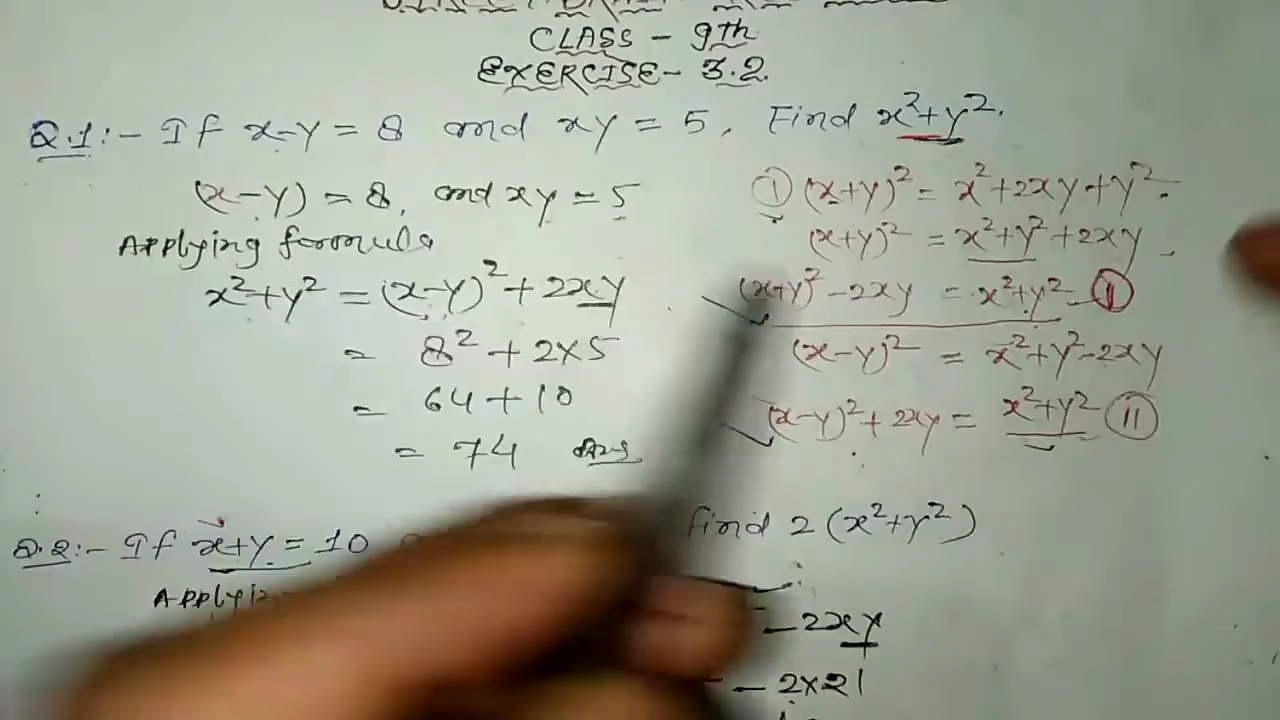 CLASS - 9th
EXERCISE - 3.2.
Q.1:- If x-y = 8 and xy = 5, Find x²+y².
(x-y) = 8, and xy = 5
Applying formula
x²+y² = (x-y)² + 2xy
= 8² + 2×5
= 64 + 10
= 74 Ans
① (x+y)² = x²+2xy+y².
(x+y)² = x²+y²+2xy
(x+y)² - 2xy = x²+y² Ⓘ
(x-y)² = x²+y²-2xy
(x-y)² + 2xy = x²+y² ⓘⓘ
Q.2:- If x+y = 10 find 2(x²+y²)
- 2xy
- 2×21